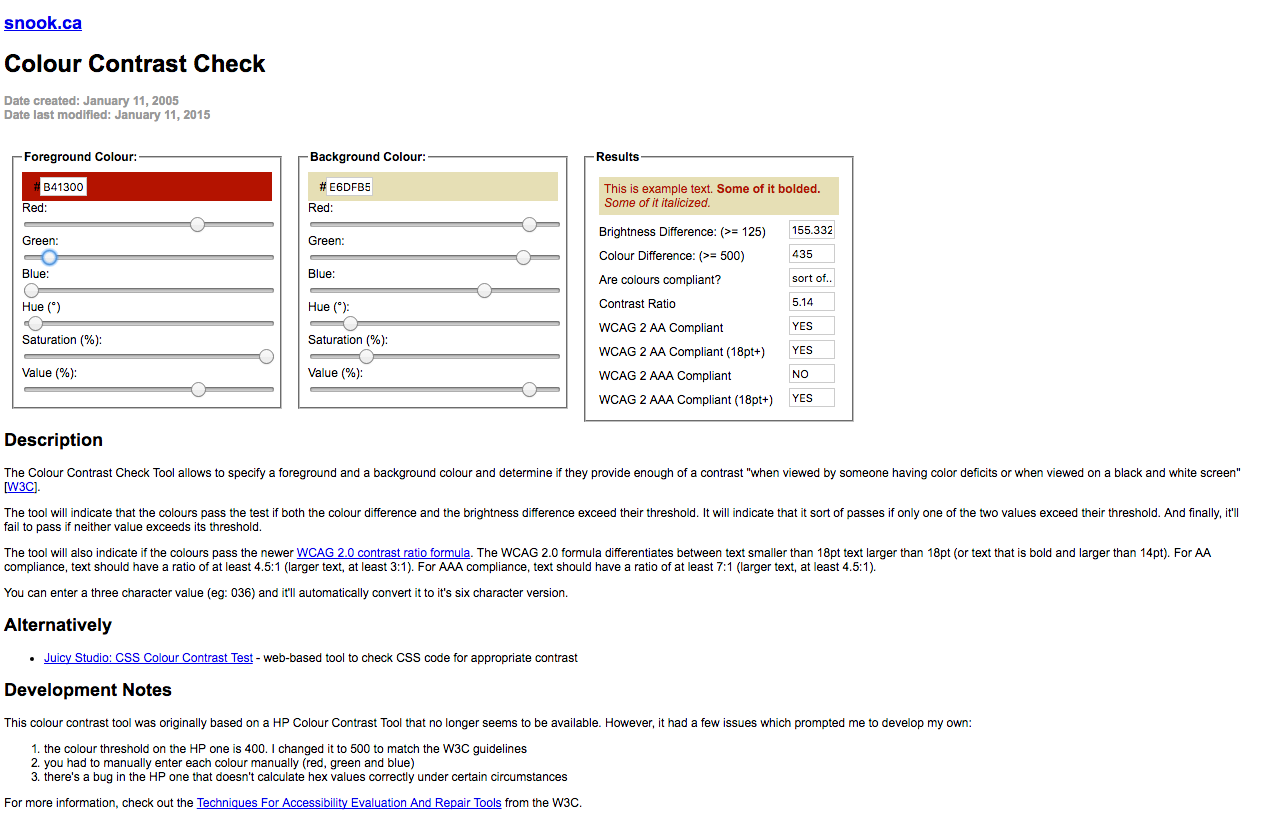 snook.ca
Colour Contrast Check
Date created: January 11, 2005
Date last modified: January 11, 2015
Foreground Colour:
# B41300
Red:
Green:
Blue:
Hue (°)
Saturation (%):
Value (%):
Background Colour:
# E6DFB5
Red:
Green:
Blue:
Hue (°):
Saturation (%):
Value (%):
Results
This is example text. Some of it bolded.
Some of it italicized.
Brightness Difference: (>= 125) 155.332
Colour Difference: (>= 500) 435
Are colours compliant? sort of..
Contrast Ratio 5.14
WCAG 2 AA Compliant YES
WCAG 2 AA Compliant (18pt+) YES
WCAG 2 AAA Compliant NO
WCAG 2 AAA Compliant (18pt+) YES
Description
The Colour Contrast Check Tool allows to specify a foreground and a background colour and determine if they provide enough of a contrast "when viewed by someone having color deficits or when viewed on a black and white screen"
[W3C].
The tool will indicate that the colours pass the test if both the colour difference and the brightness difference exceed their threshold. It will indicate that it sort of passes if only one of the two values exceed their threshold. And finally, it'll
fail to pass if neither value exceeds its threshold.
The tool will also indicate if the colours pass the newer WCAG 2.0 contrast ratio formula. The WCAG 2.0 formula differentiates between text smaller than 18pt text larger than 18pt (or text that is bold and larger than 14pt). For AA
compliance, text should have a ratio of at least 4.5:1 (larger text, at least 3:1). For AAA compliance, text should have a ratio of at least 7:1 (larger text, at least 4.5:1).
You can enter a three character value (eg: 036) and it'll automatically convert it to it's six character version.
Alternatively
• Juicy Studio: CSS Colour Contrast Test - web-based tool to check CSS code for appropriate contrast
Development Notes
This colour contrast tool was originally based on a HP Colour Contrast Tool that no longer seems to be available. However, it had a few issues which prompted me to develop my own:
1. the colour threshold on the HP one is 400. I changed it to 500 to match the W3C guidelines
2. you had to manually enter each colour manually (red, green and blue)
3. there's a bug in the HP one that doesn't calculate hex values correctly under certain circumstances
For more information, check out the Techniques For Accessibility Evaluation And Repair Tools from the W3C.